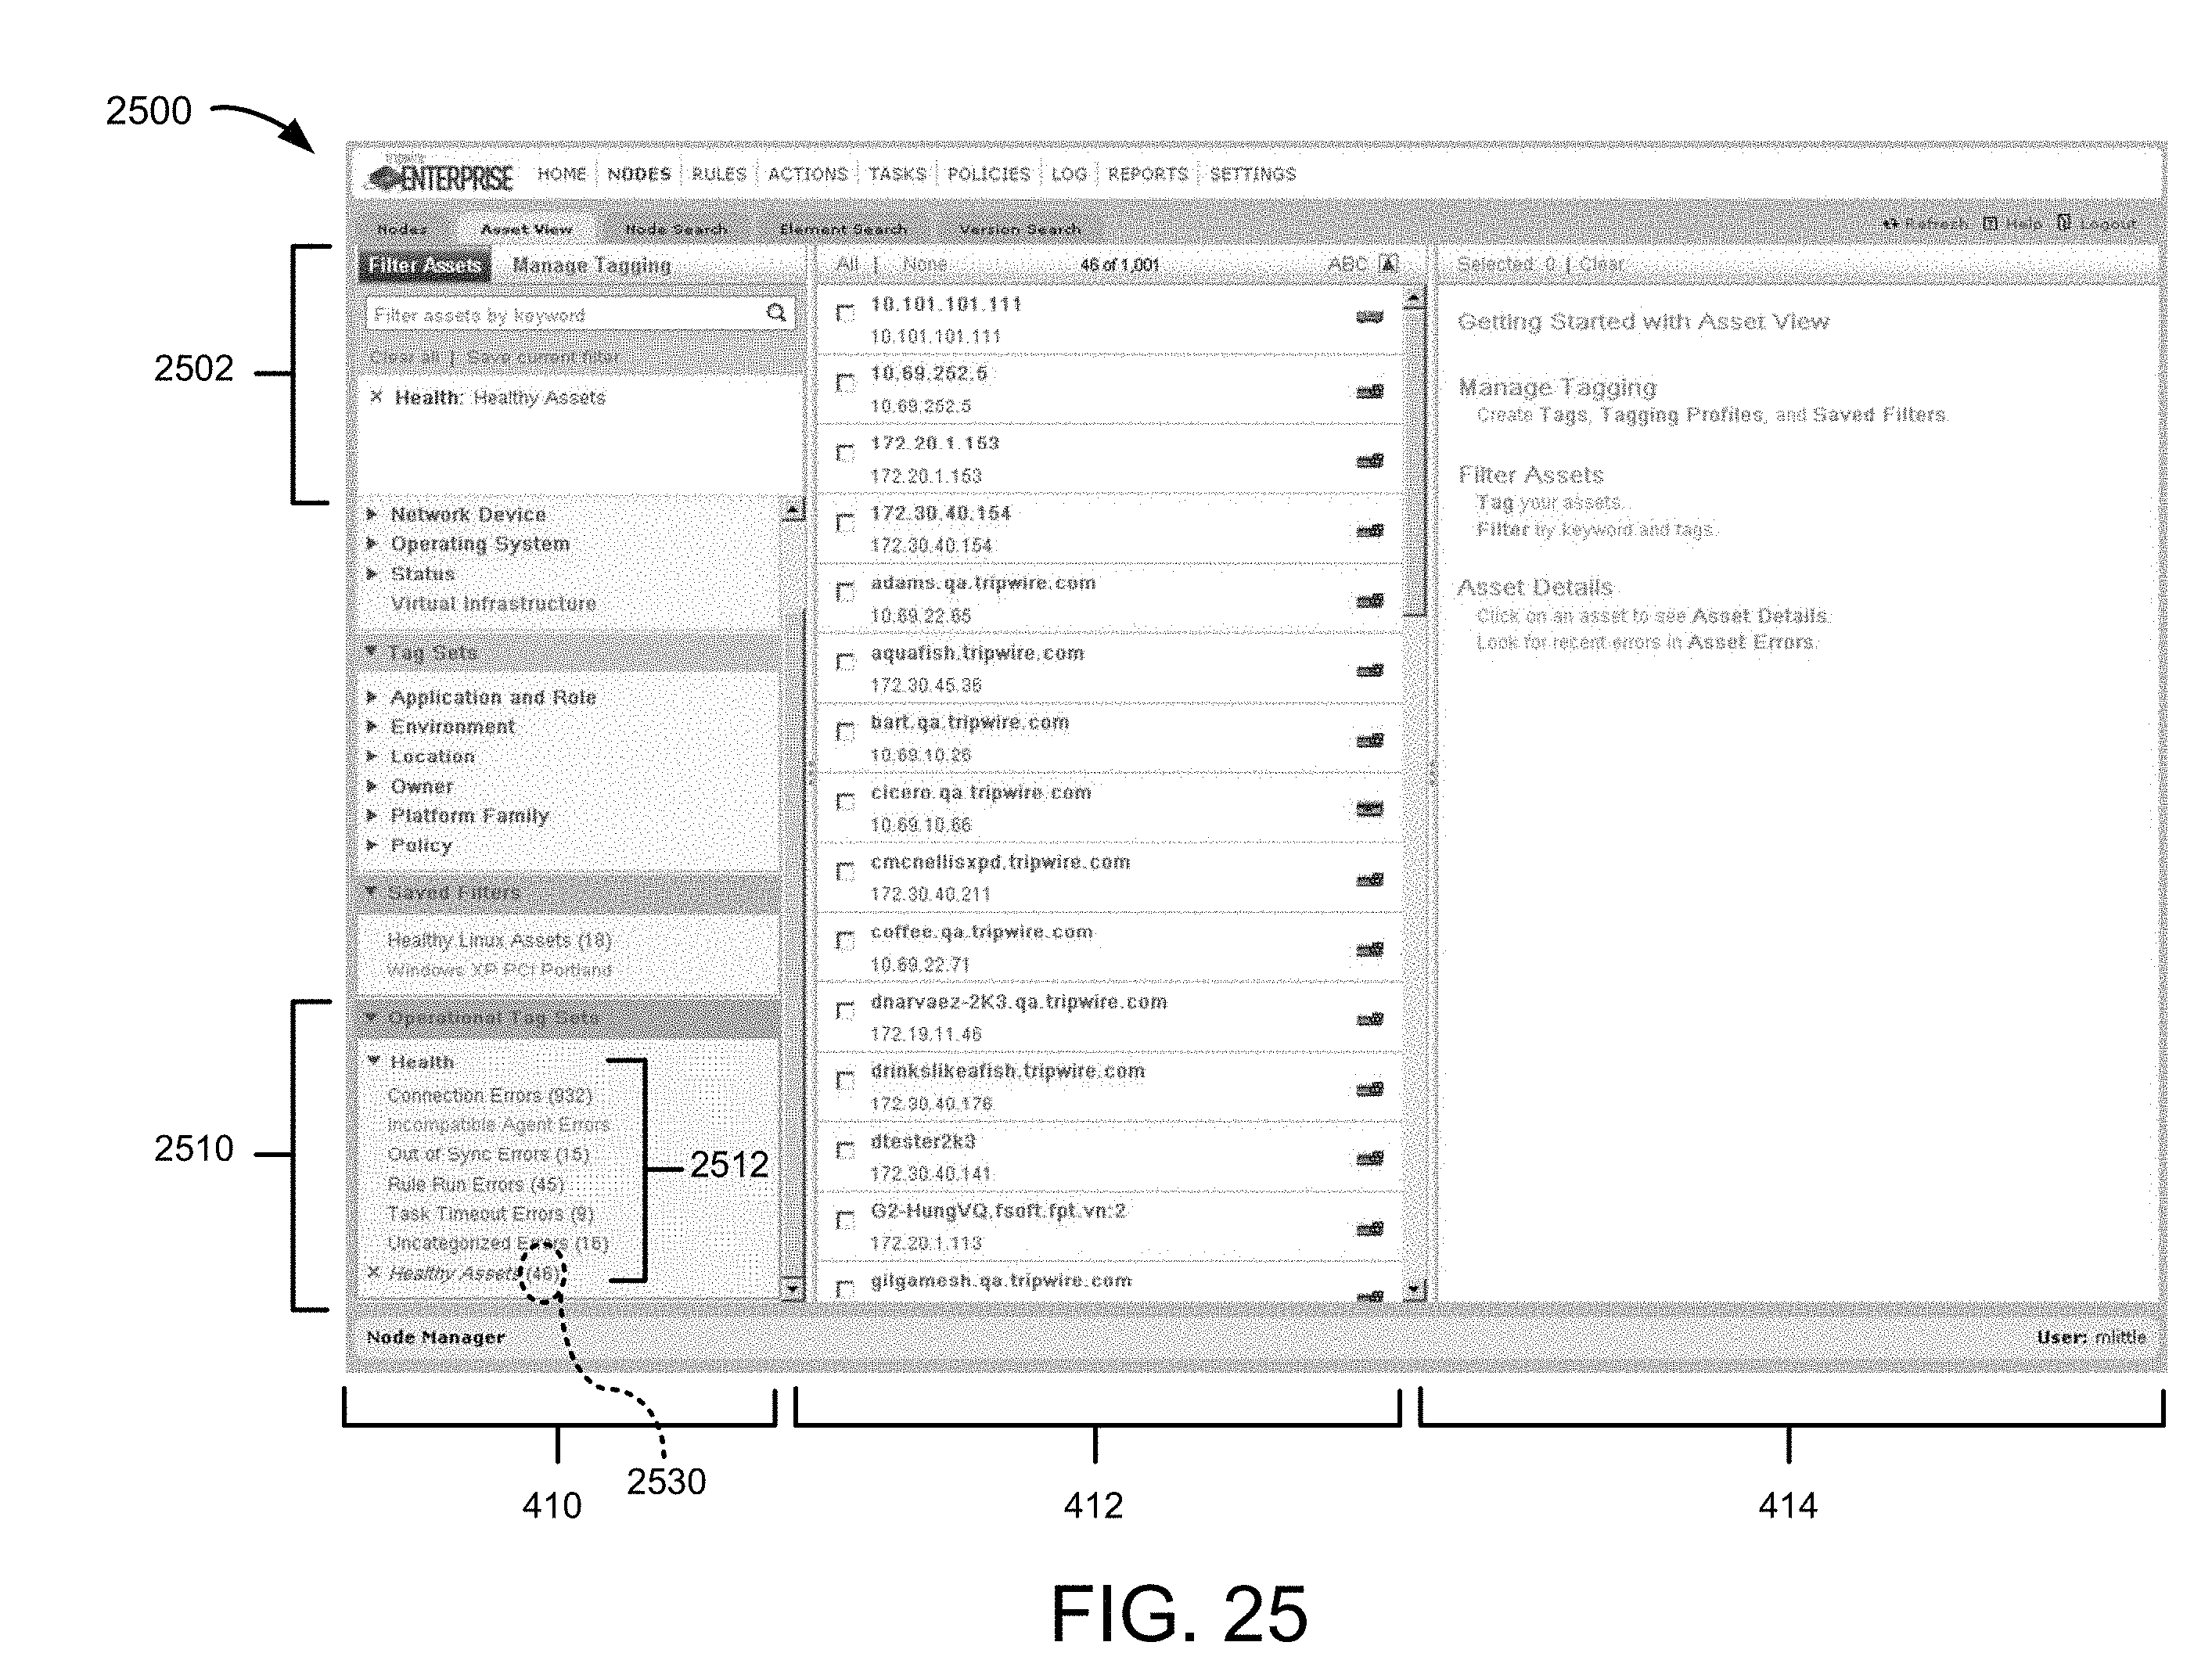 2500
ENTERPRISE HOME NODES RULES ACTIONS TASKS POLICIES LOG REPORTS SETTINGS
Nodes Asset View Node Search Element Search Version Search Refresh Help Logout
Filter Assets Manage Tagging
Filter assets by keyword
Clear all | Save current filter
× Health: Healthy Assets
2502
Network Device
Operating System
Status
Virtual Infrastructure
Tag Sets
Application and Role
Environment
Location
Owner
Platform Family
Policy
Saved Filters
Healthy Linux Assets (18)
Windows XP PCI Portland
Operational Tag Sets
Health
Connection Errors (932)
Incompatible Agent Errors
Out of Sync Errors (15)
Rule Run Errors (45)
Task Timeout Errors (9)
Uncategorized Errors (16)
× Healthy Assets (46)
2510
2512
All | None 46 of 1,001 ABC
10.101.101.111
10.101.101.111
10.69.252.5
10.69.252.5
172.20.1.153
172.20.1.153
172.30.40.154
172.30.40.154
adams.qa.tripwire.com
10.69.22.65
aquafish.tripwire.com
172.30.45.36
bart.qa.tripwire.com
10.69.10.26
cicero.qa.tripwire.com
10.69.10.66
cmcnellisxpd.tripwire.com
172.30.40.211
coffee.qa.tripwire.com
10.69.22.71
dnarvaez-2K3.qa.tripwire.com
172.19.11.46
drinkslikeafish.tripwire.com
172.30.40.176
dtester2k3
172.30.40.141
G2-HungVQ.fsoft.fpt.vn:2
172.20.1.113
gilgamesh.qa.tripwire.com
Selected: 0 | Clear
Getting Started with Asset View
Manage Tagging
Create Tags, Tagging Profiles, and Saved Filters.
Filter Assets
Tag your assets.
Filter by keyword and tags.
Asset Details
Click on an asset to see Asset Details.
Look for recent errors in Asset Errors.
Node Manager User: mlittle
2530
410 412 414
FIG. 25